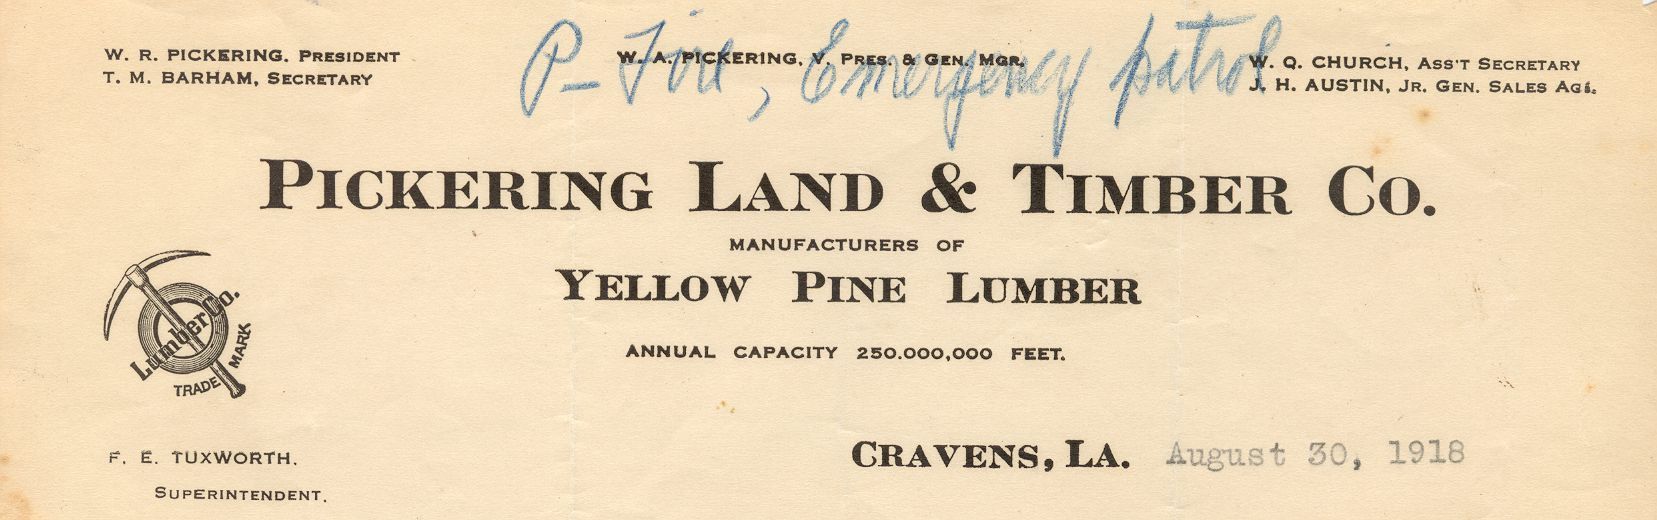 P- Fire, Emergency patrol
W. R. PICKERING. PRESIDENT
T. M. BARHAM, SECRETARY
W. A. PICKERING, V. PRES. & GEN. MGR.
W. Q. CHURCH, ASS'T SECRETARY
J. H. AUSTIN, JR. GEN. SALES AGT.
PICKERING LAND & TIMBER CO.
MANUFACTURERS OF
YELLOW PINE LUMBER
ANNUAL CAPACITY 250.000,000 FEET.
Lumber Co.
TRADE MARK
F. E. TUXWORTH.
SUPERINTENDENT.
CRAVENS, LA. August 30, 1918